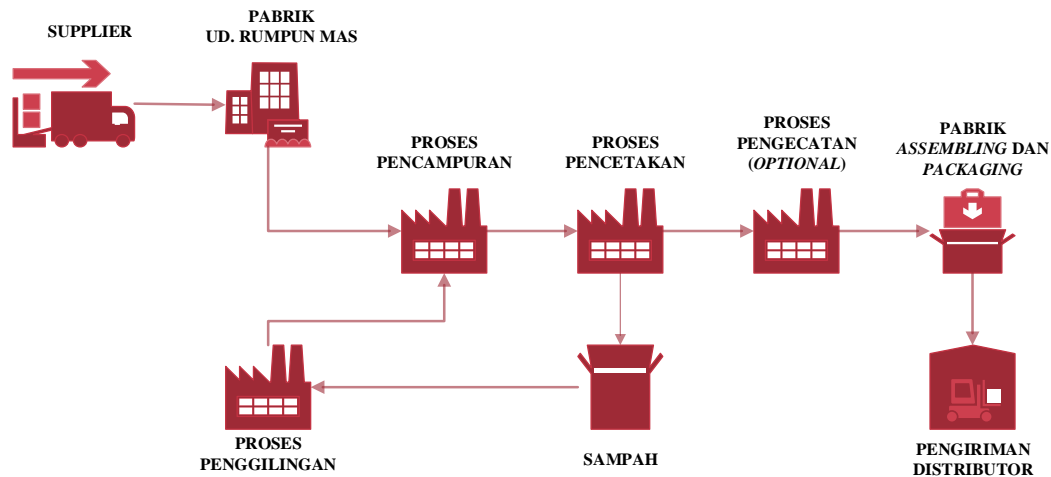 SUPPLIER
PABRIK
UD. RUMPUN MAS
PROSES
PENCAMPURAN
PROSES
PENCETAKAN
PROSES
PENGECATAN
(OPTIONAL)
PABRIK
ASSEMBLING DAN
PACKAGING
PROSES
PENGGILINGAN
SAMPAH
PENGIRIMAN
DISTRIBUTOR